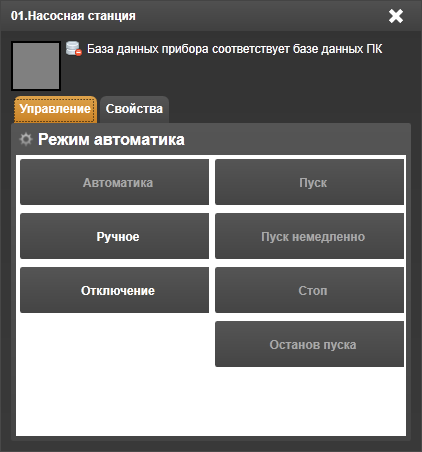 01.Насосная станция
База данных прибора соответствует базе данных ПК
Управление Свойства
Режим автоматика
Автоматика Пуск
Ручное Пуск немедленно
Отключение Стоп
Останов пуска